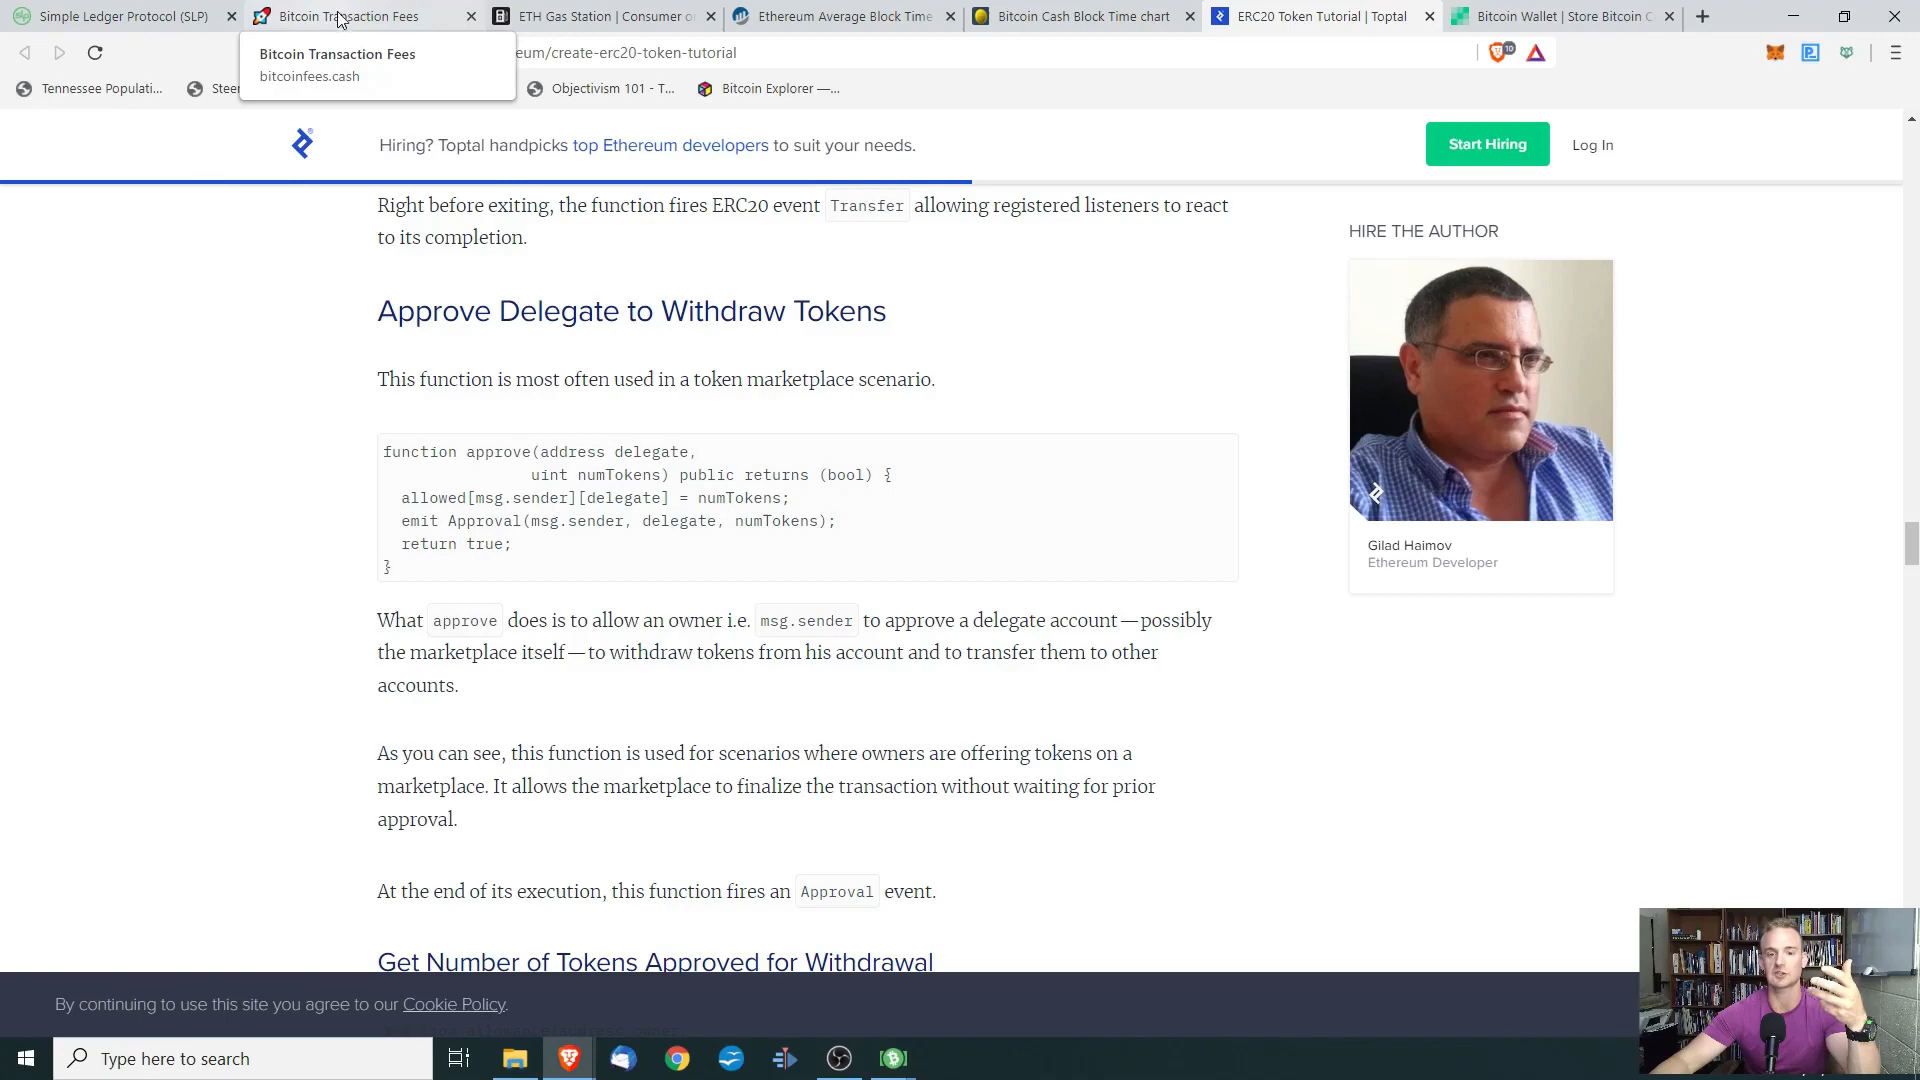 Simple Ledger Protocol (SLP)
Bitcoin Transaction Fees
ETH Gas Station | Consumer o
Ethereum Average Block Time
Bitcoin Cash Block Time chart
ERC20 Token Tutorial | Toptal
Bitcoin Wallet | Store Bitcoin C
Bitcoin Transaction Fees
bitcoinfees.cash
eum/create-erc20-token-tutorial
10
Tennessee Populati...
Steer
Objectivism 101 - T...
Bitcoin Explorer —...
Hiring? Toptal handpicks top Ethereum developers to suit your needs.
Start Hiring
Log In
Right before exiting, the function fires ERC20 event Transfer allowing registered listeners to react
to its completion.
HIRE THE AUTHOR
Approve Delegate to Withdraw Tokens
This function is most often used in a token marketplace scenario.
function approve(address delegate,
uint numTokens) public returns (bool) {
allowed[msg.sender][delegate] = numTokens;
emit Approval(msg.sender, delegate, numTokens);
return true;
}
Gilad Haimov
Ethereum Developer
What approve does is to allow an owner i.e. msg.sender to approve a delegate account—possibly
the marketplace itself—to withdraw tokens from his account and to transfer them to other
accounts.
As you can see, this function is used for scenarios where owners are offering tokens on a
marketplace. It allows the marketplace to finalize the transaction without waiting for prior
approval.
At the end of its execution, this function fires an Approval event.
Get Number of Tokens Approved for Withdrawal
By continuing to use this site you agree to our Cookie Policy.
Type here to search